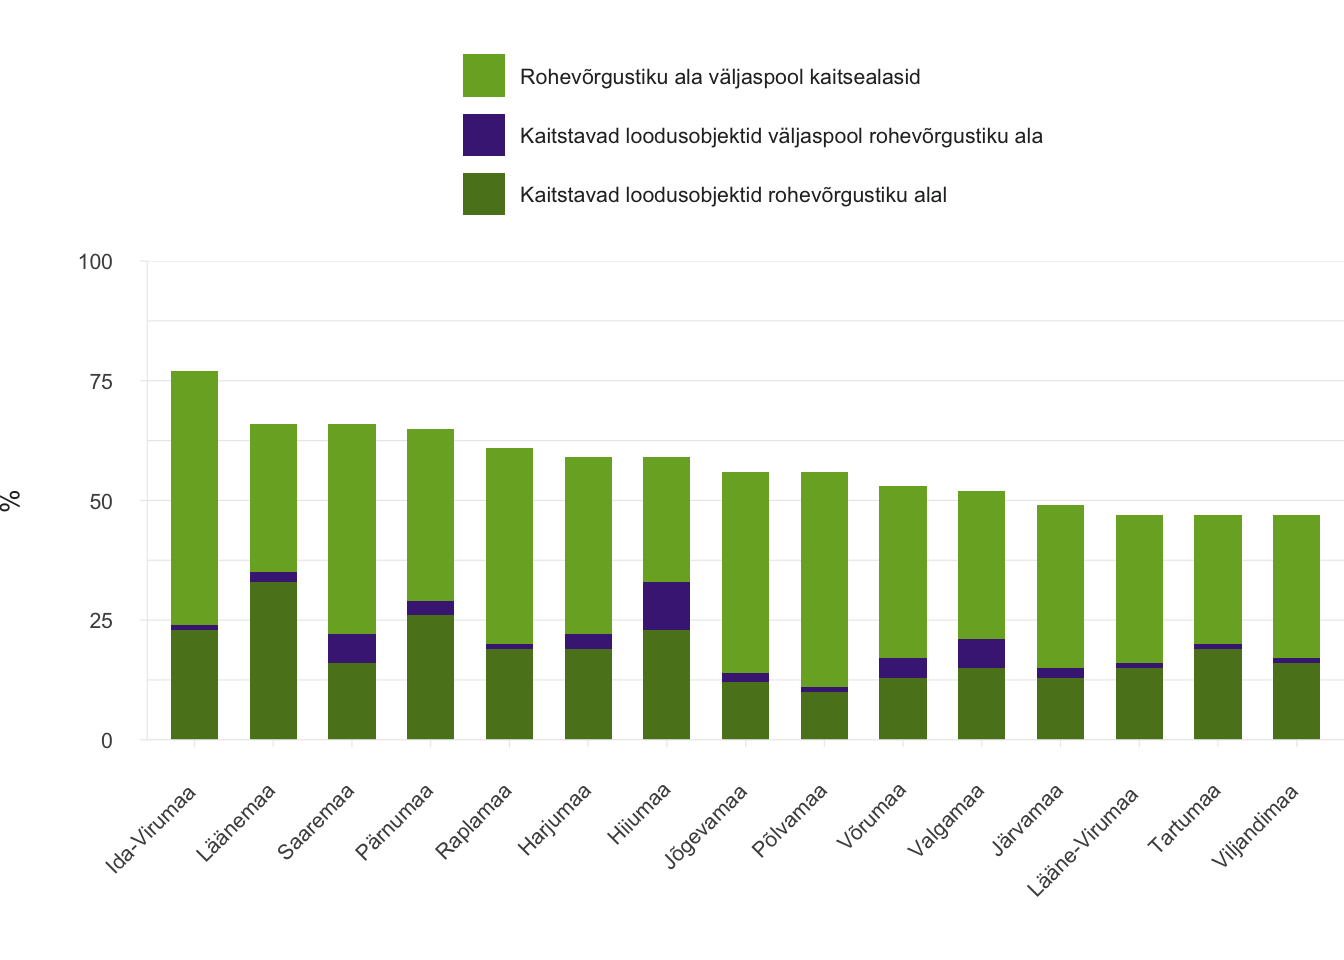 Rohevõrgustiku ala väljaspool kaitsealasid
Kaitstavad loodusobjektid väljaspool rohevõrgustiku ala
Kaitstavad loodusobjektid rohevõrgustiku alal
100
75
50
25
0
%
Ida-Virumaa
Läänemaa
Saaremaa
Pärnumaa
Raplamaa
Harjumaa
Hiiumaa
Jõgevamaa
Põlvamaa
Võrumaa
Valgamaa
Järvamaa
Lääne-Virumaa
Tartumaa
Viljandimaa